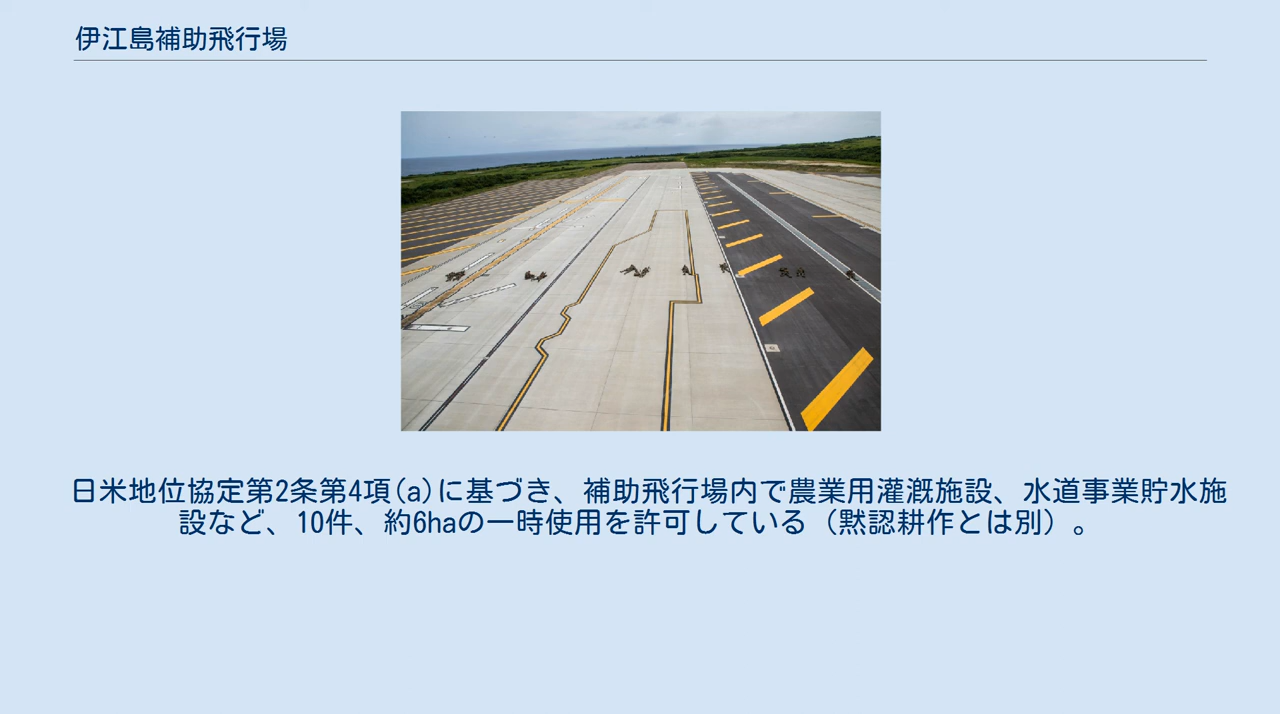 伊江島補助飛行場
日米地位協定第2条第4項(a)に基づき、補助飛行場内で農業用灌漑施設、水道事業貯水施
設など、10件、約6haの一時使用を許可している（黙認耕作とは別）。